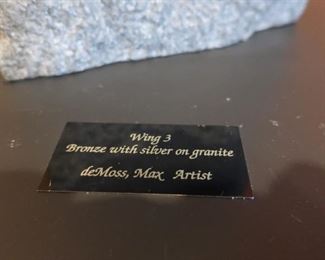 Wing 3
Bronze with silver on granite
deMoss, Max Artist